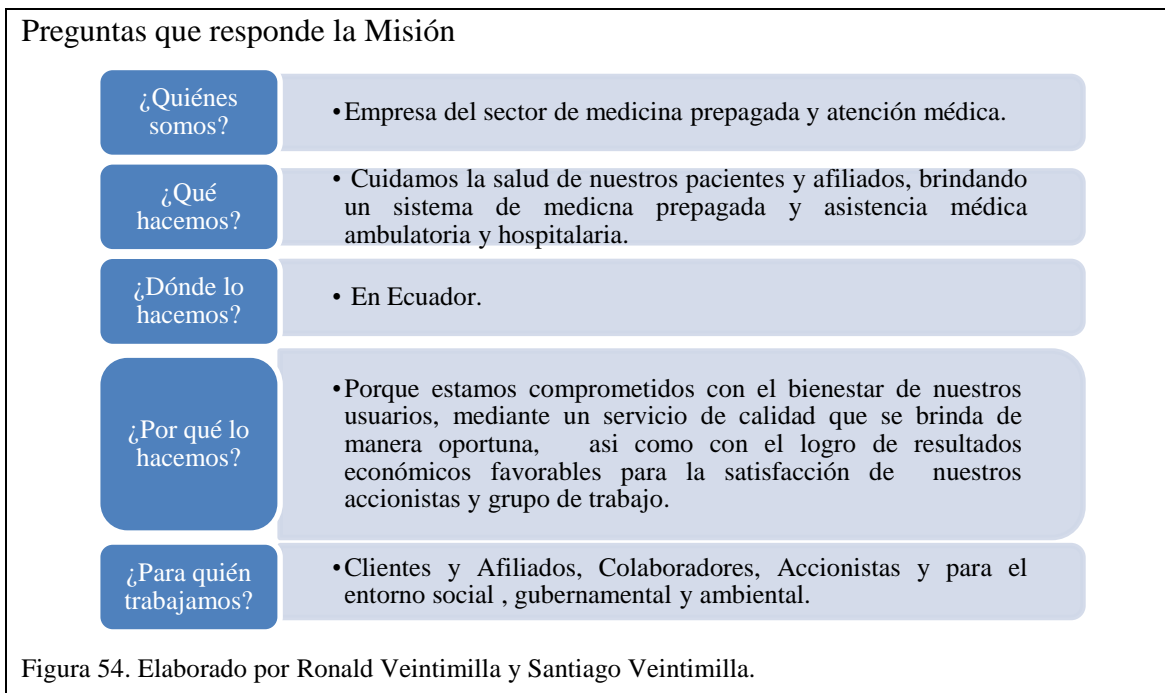 Preguntas que responde la Misión
¿Quiénes
somos?
•Empresa del sector de medicina prepagada y atención médica.
¿Qué
hacemos?
• Cuidamos la salud de nuestros pacientes y afiliados, brindando
un sistema de medicna prepagada y asistencia médica
ambulatoria y hospitalaria.
¿Dónde lo
hacemos?
• En Ecuador.
¿Por qué lo
hacemos?
•Porque estamos comprometidos con el bienestar de nuestros
usuarios, mediante un servicio de calidad que se brinda de
manera oportuna, asi como con el logro de resultados
económicos favorables para la satisfacción de nuestros
accionistas y grupo de trabajo.
¿Para quién
trabajamos?
•Clientes y Afiliados, Colaboradores, Accionistas y para el
entorno social , gubernamental y ambiental.
Figura 54. Elaborado por Ronald Veintimilla y Santiago Veintimilla.